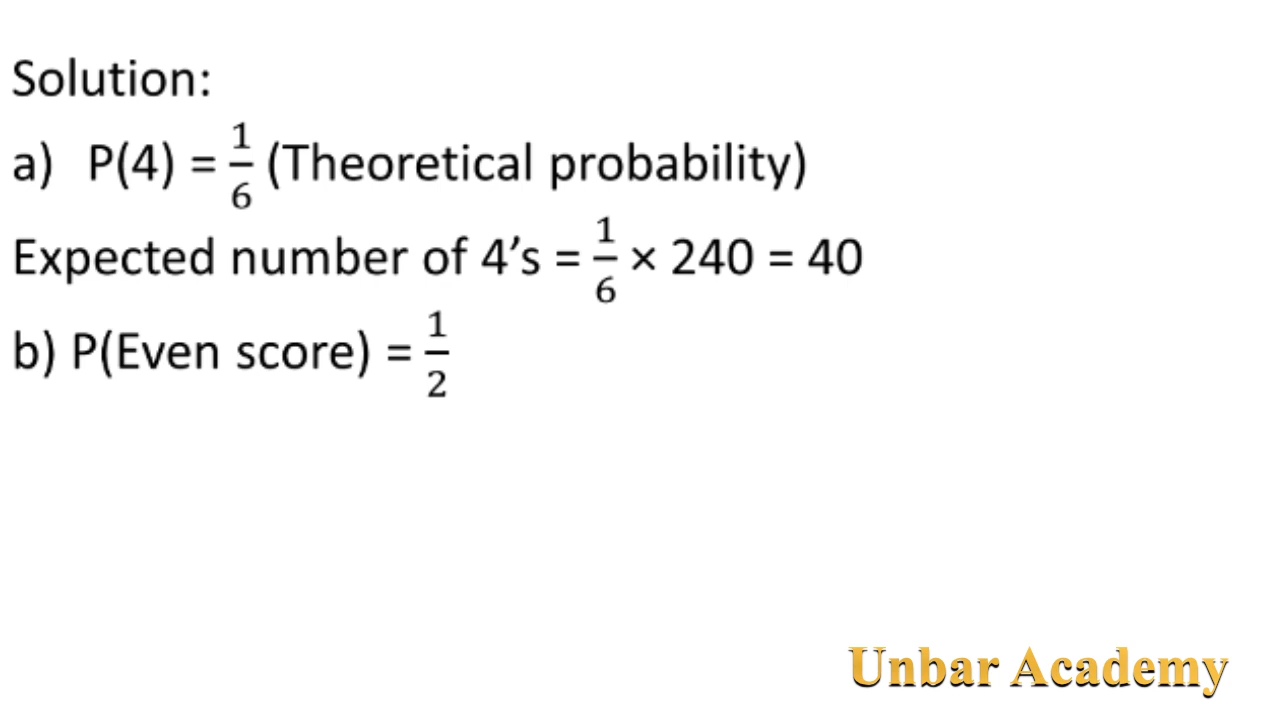 Solution:
a) P(4) = 1/6 (Theoretical probability)
Expected number of 4’s = 1/6 × 240 = 40
b) P(Even score) = 1/2
Unbar Academy